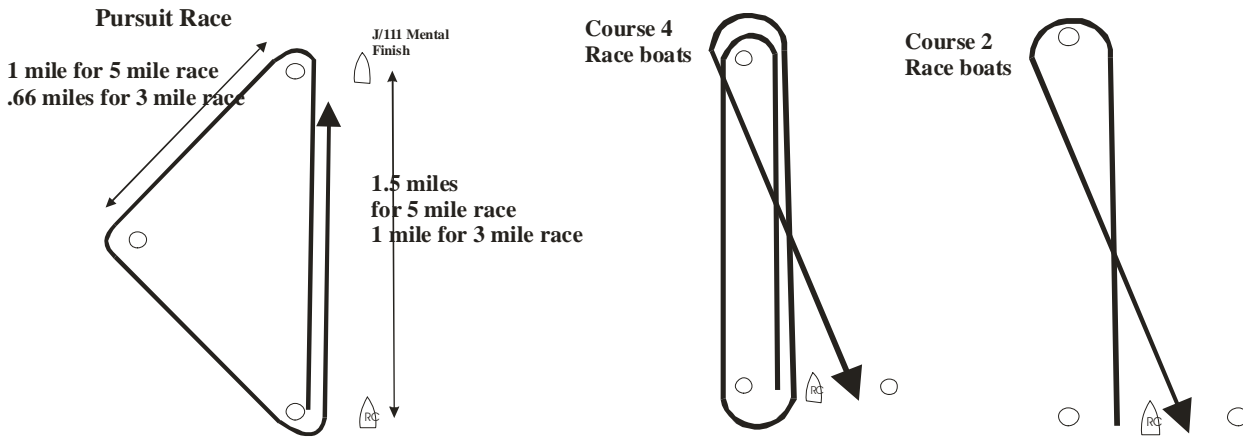 Pursuit Race
J/111 Mental
Finish
1 mile for 5 mile race
.66 miles for 3 mile race
1.5 miles
for 5 mile race
1 mile for 3 mile race
RC
Course 4
Race boats
RC
Course 2
Race boats
RC